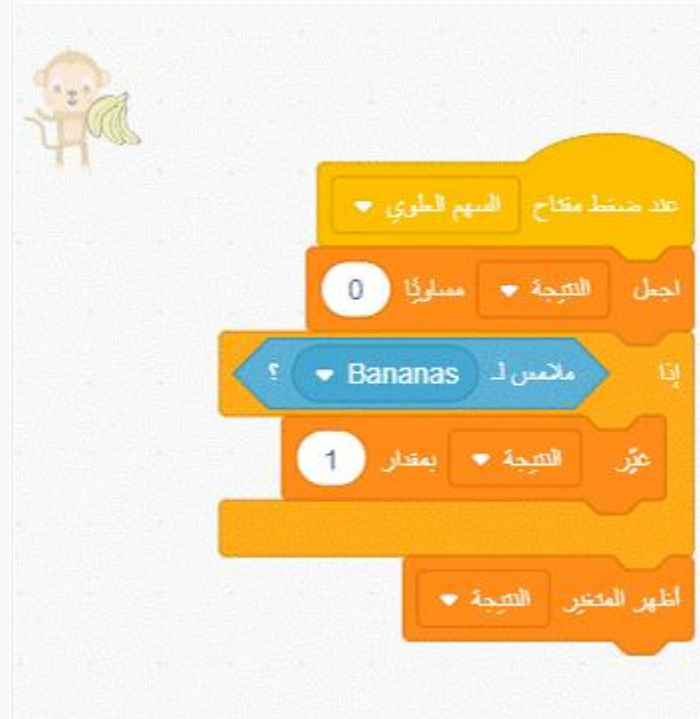 عند ضغط مفتاح السهم العلوي
اجعل النتيجة مساويًا 0
إذا ملامس لـ Bananas ؟
غيّر النتيجة بمقدار 1
أظهر المتغير النتيجة